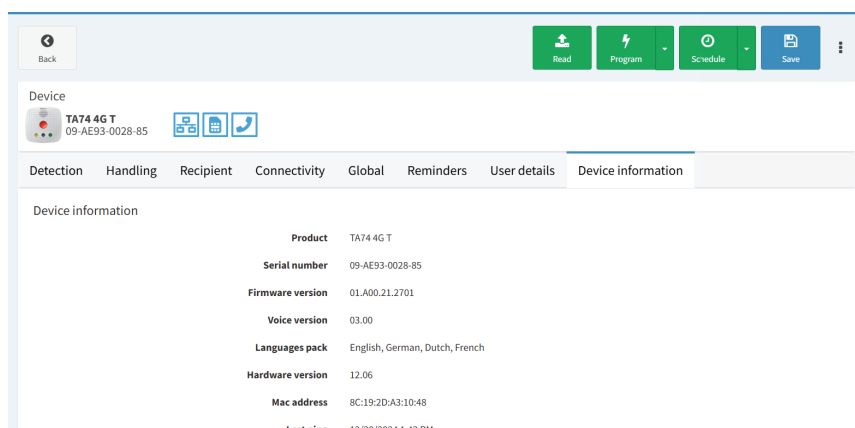 Back
Read
Program
Schedule
Save
Device
TA74 4G T
09-AE93-0028-85
Detection Handling Recipient Connectivity Global Reminders User details Device information
Device information
Product TA74 4G T
Serial number 09-AE93-0028-85
Firmware version 01.A00.21.2701
Voice version 03.00
Languages pack English, German, Dutch, French
Hardware version 12.06
Mac address 8C:19:2D:A3:10:48